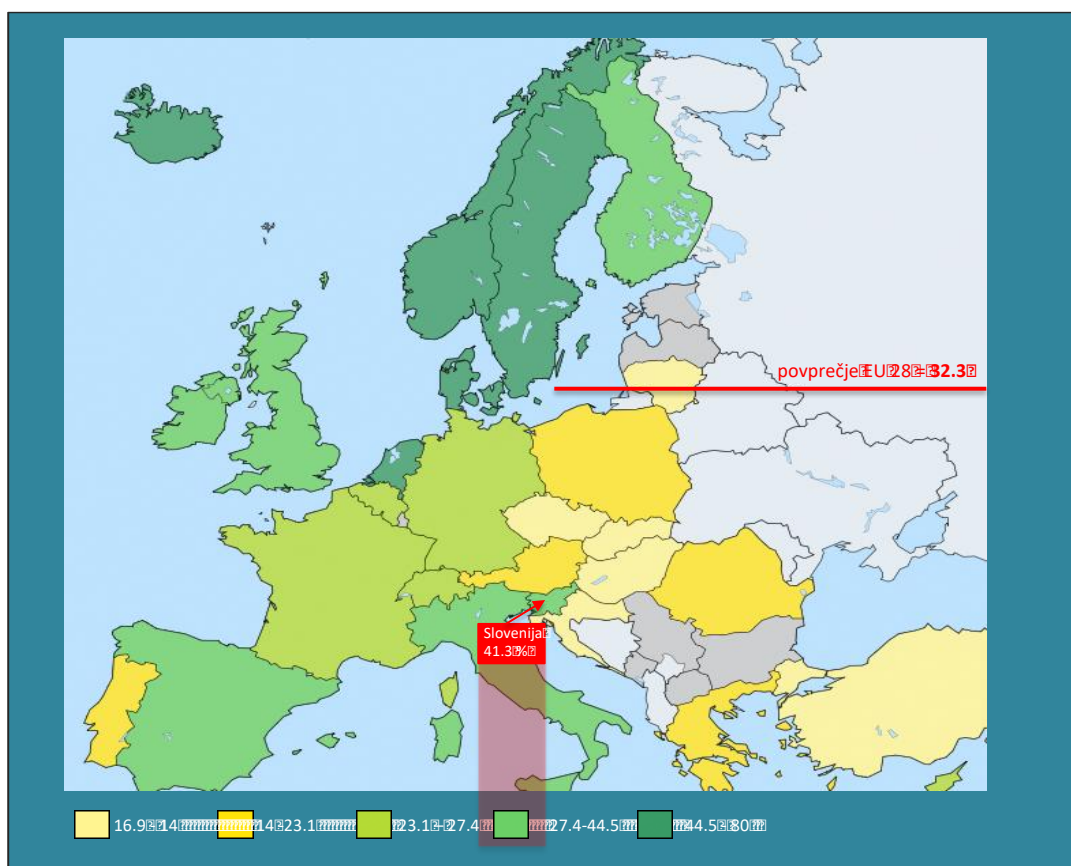 povprečje EU 28 = 32.3
Slovenija
41.3 %
16.9 - 14 14 - 23.1 23.1 – 27.4 27.4-44.5 44.5 - 80